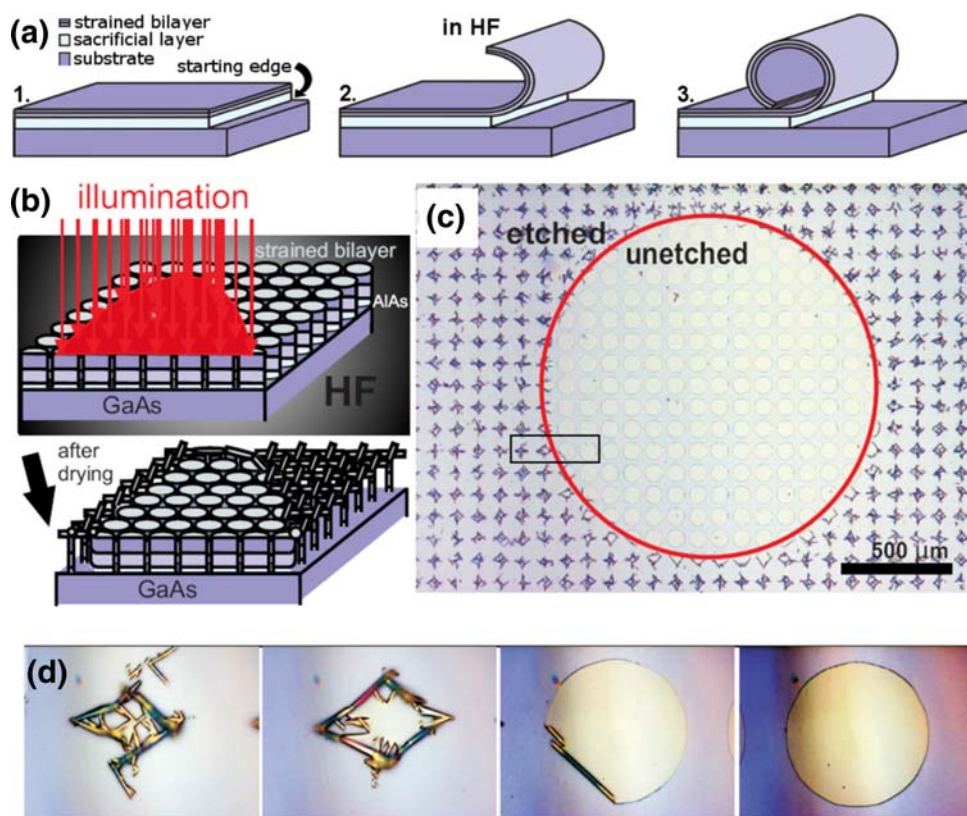 (a)
strained bilayer
sacrificial layer
substrate
starting edge
1.
in HF
2.
3.
(b)
illumination
strained bilayer
AlAs
GaAs
HF
after
drying
GaAs
(c)
etched
unetched
500 µm
(d)